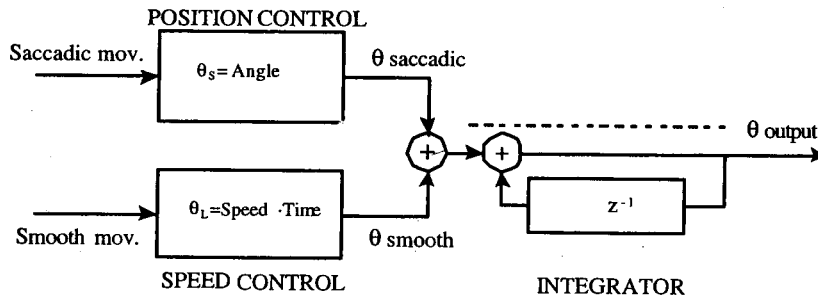 POSITION CONTROL
Saccadic mov.
θS= Angle
θ saccadic
+
+
θ output
z-1
θL=Speed ·Time
Smooth mov.
θ smooth
SPEED CONTROL
INTEGRATOR